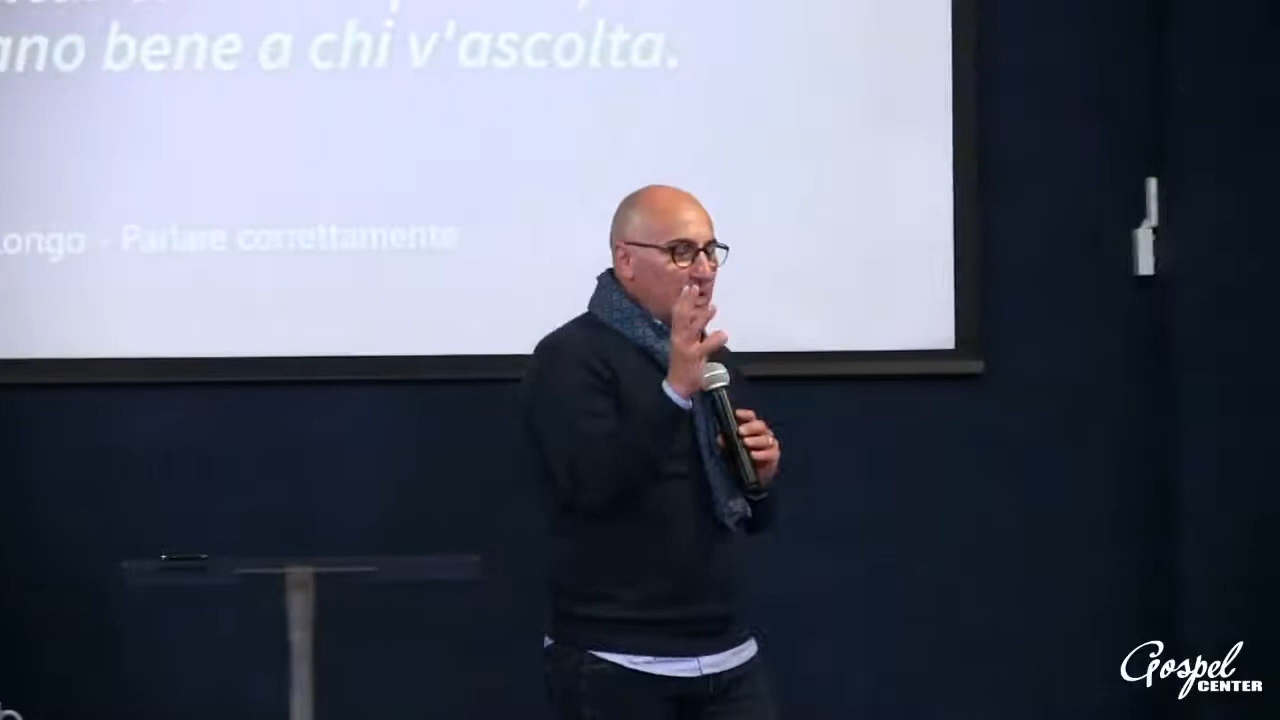 ano bene a chi v'ascolta.
Longo - Parlare correttamente
Gospel
CENTER